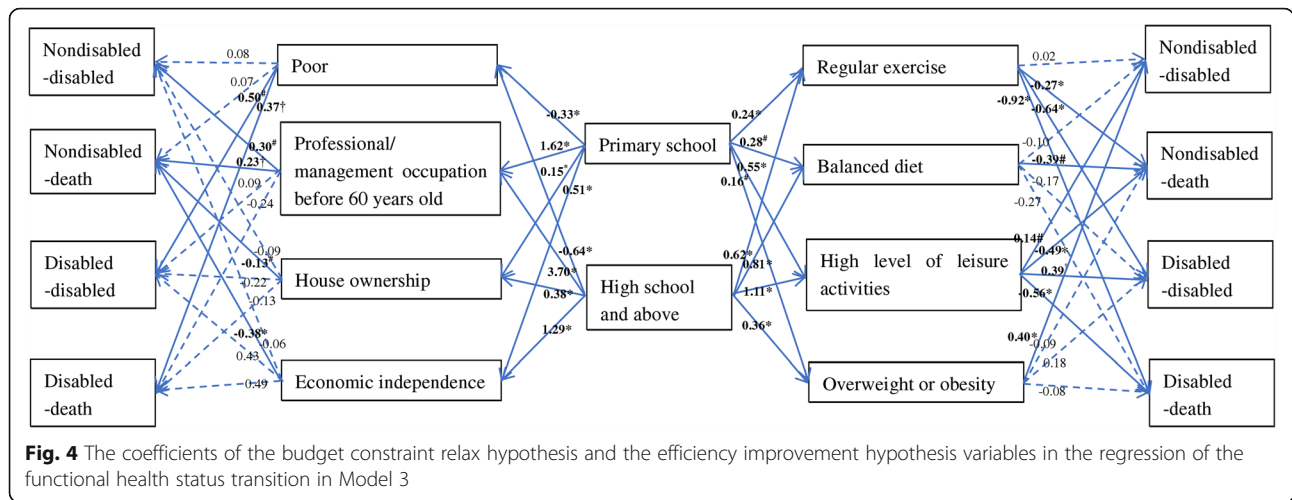 Nondisabled
-disabled
Nondisabled
-death
Disabled
-disabled
Disabled
-death
0.08
0.07
0.50#
0.37†
0.30#
0.23†
0.09
-0.24
-0.09
-0.13#
-0.22
0.13
-0.38*
-0.06
0.43
0.49
Poor
Professional/
management occupation
before 60 years old
House ownership
Economic independence
-0.33*
1.62*
0.15*
0.51*
-0.64*
3.70*
0.38*
1.29*
Primary school
High school
and above
0.24*
0.28#
0.55*
0.16#
0.62*
0.81*
1.11*
0.36*
Regular exercise
Balanced diet
High level of leisure
activities
Overweight or obesity
0.02
-0.27*
-0.92*
-0.64*
-0.10
-0.39#
-0.17
-0.27
0.14#
-0.49*
0.39
-0.56*
0.40*
-0.09
0.18
-0.08
Nondisabled
-disabled
Nondisabled
-death
Disabled
-disabled
Disabled
-death
Fig. 4 The coefficients of the budget constraint relax hypothesis and the efficiency improvement hypothesis variables in the regression of the
functional health status transition in Model 3